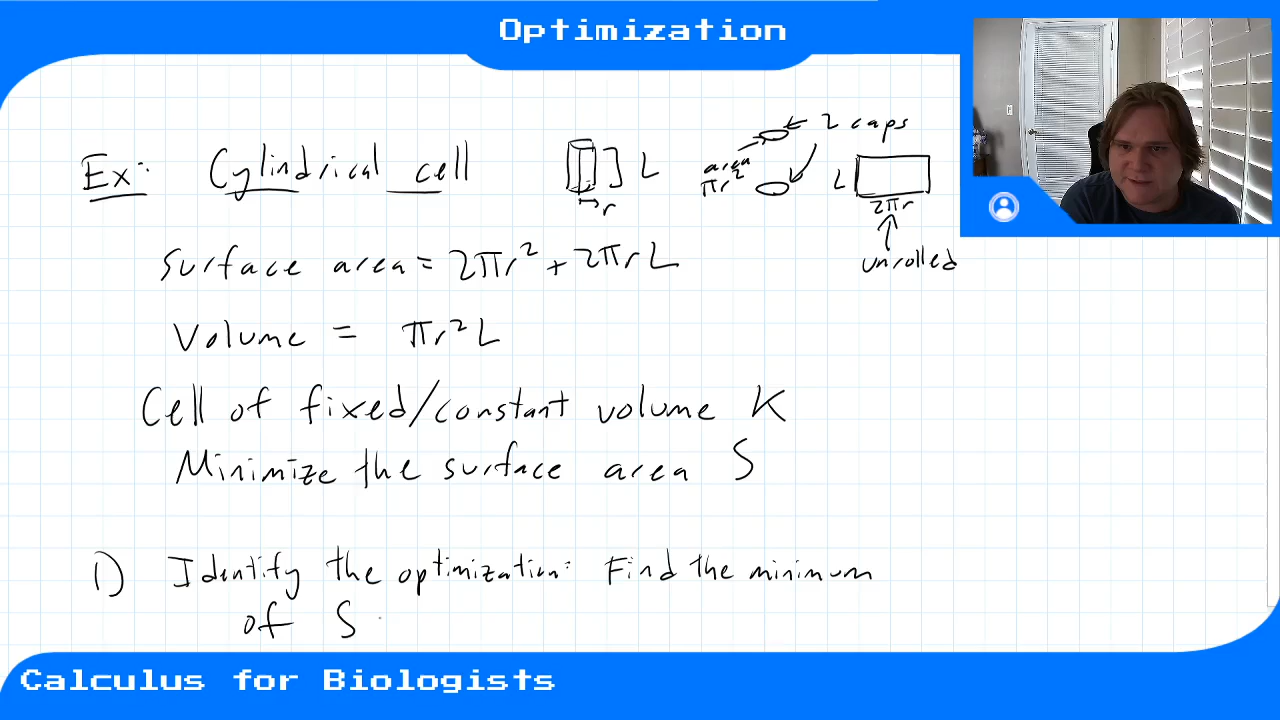 Optimization
Ex: Cylindrical cell
L
r
area
πr²
2 caps
L
2πr
unrolled
Surface area = 2πr² + 2πrL
Volume = πr²L
Cell of fixed/constant volume K
Minimize the surface area S
1) Identify the optimization: Find the minimum
of S
Calculus for Biologists